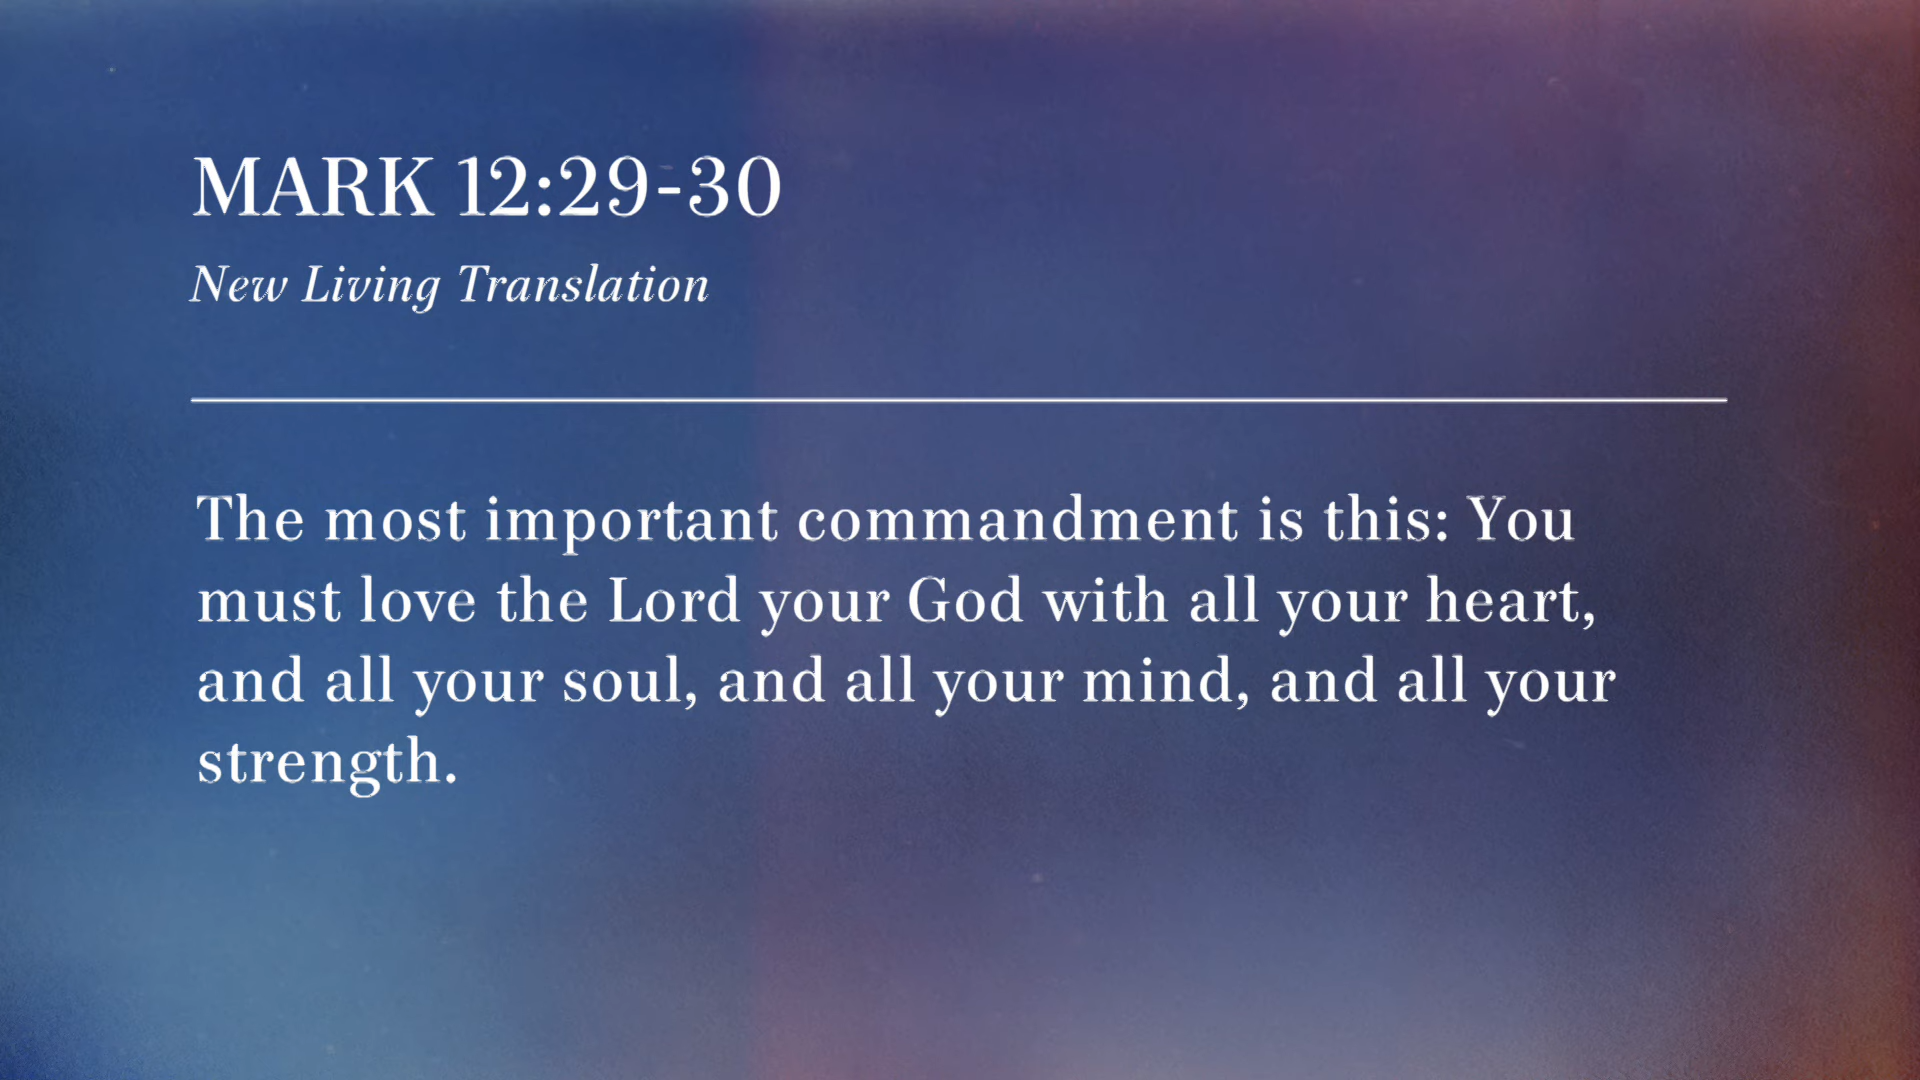 MARK 12:29-30
New Living Translation
The most important commandment is this: You
must love the Lord your God with all your heart,
and all your soul, and all your mind, and all your
strength.